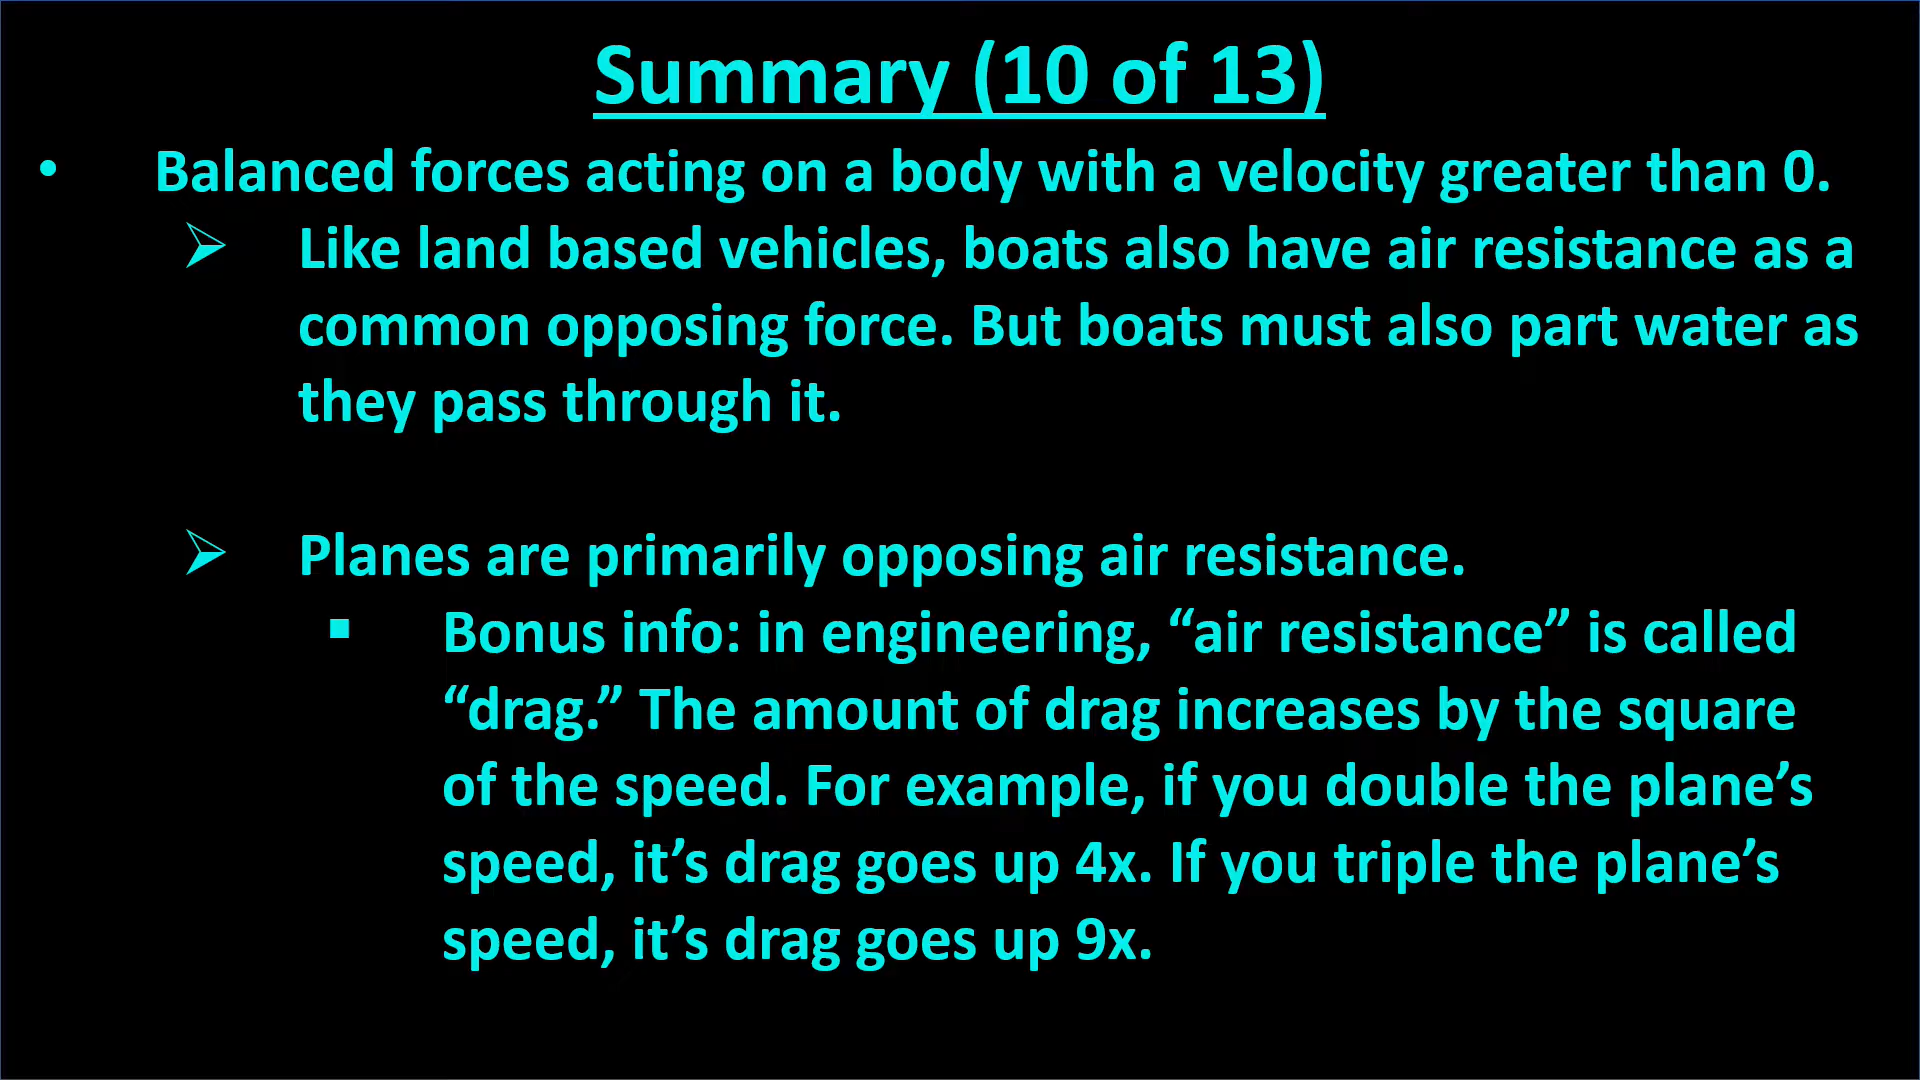 Summary (10 of 13)
• Balanced forces acting on a body with a velocity greater than 0.
➢ Like land based vehicles, boats also have air resistance as a
common opposing force. But boats must also part water as
they pass through it.
➢ Planes are primarily opposing air resistance.
▪ Bonus info: in engineering, “air resistance” is called
“drag.” The amount of drag increases by the square
of the speed. For example, if you double the plane’s
speed, it’s drag goes up 4x. If you triple the plane’s
speed, it’s drag goes up 9x.